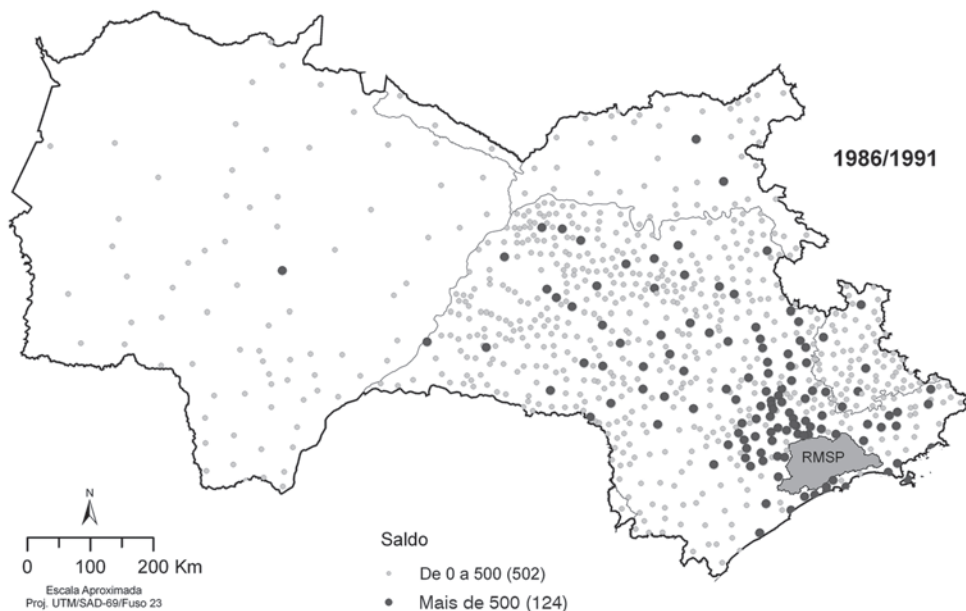 1986/1991
RMSP
N
0 100 200 Km
Escala Aproximada
Proj. UTM/SAD-69/Fuso 23
Saldo
De 0 a 500 (502)
Mais de 500 (124)